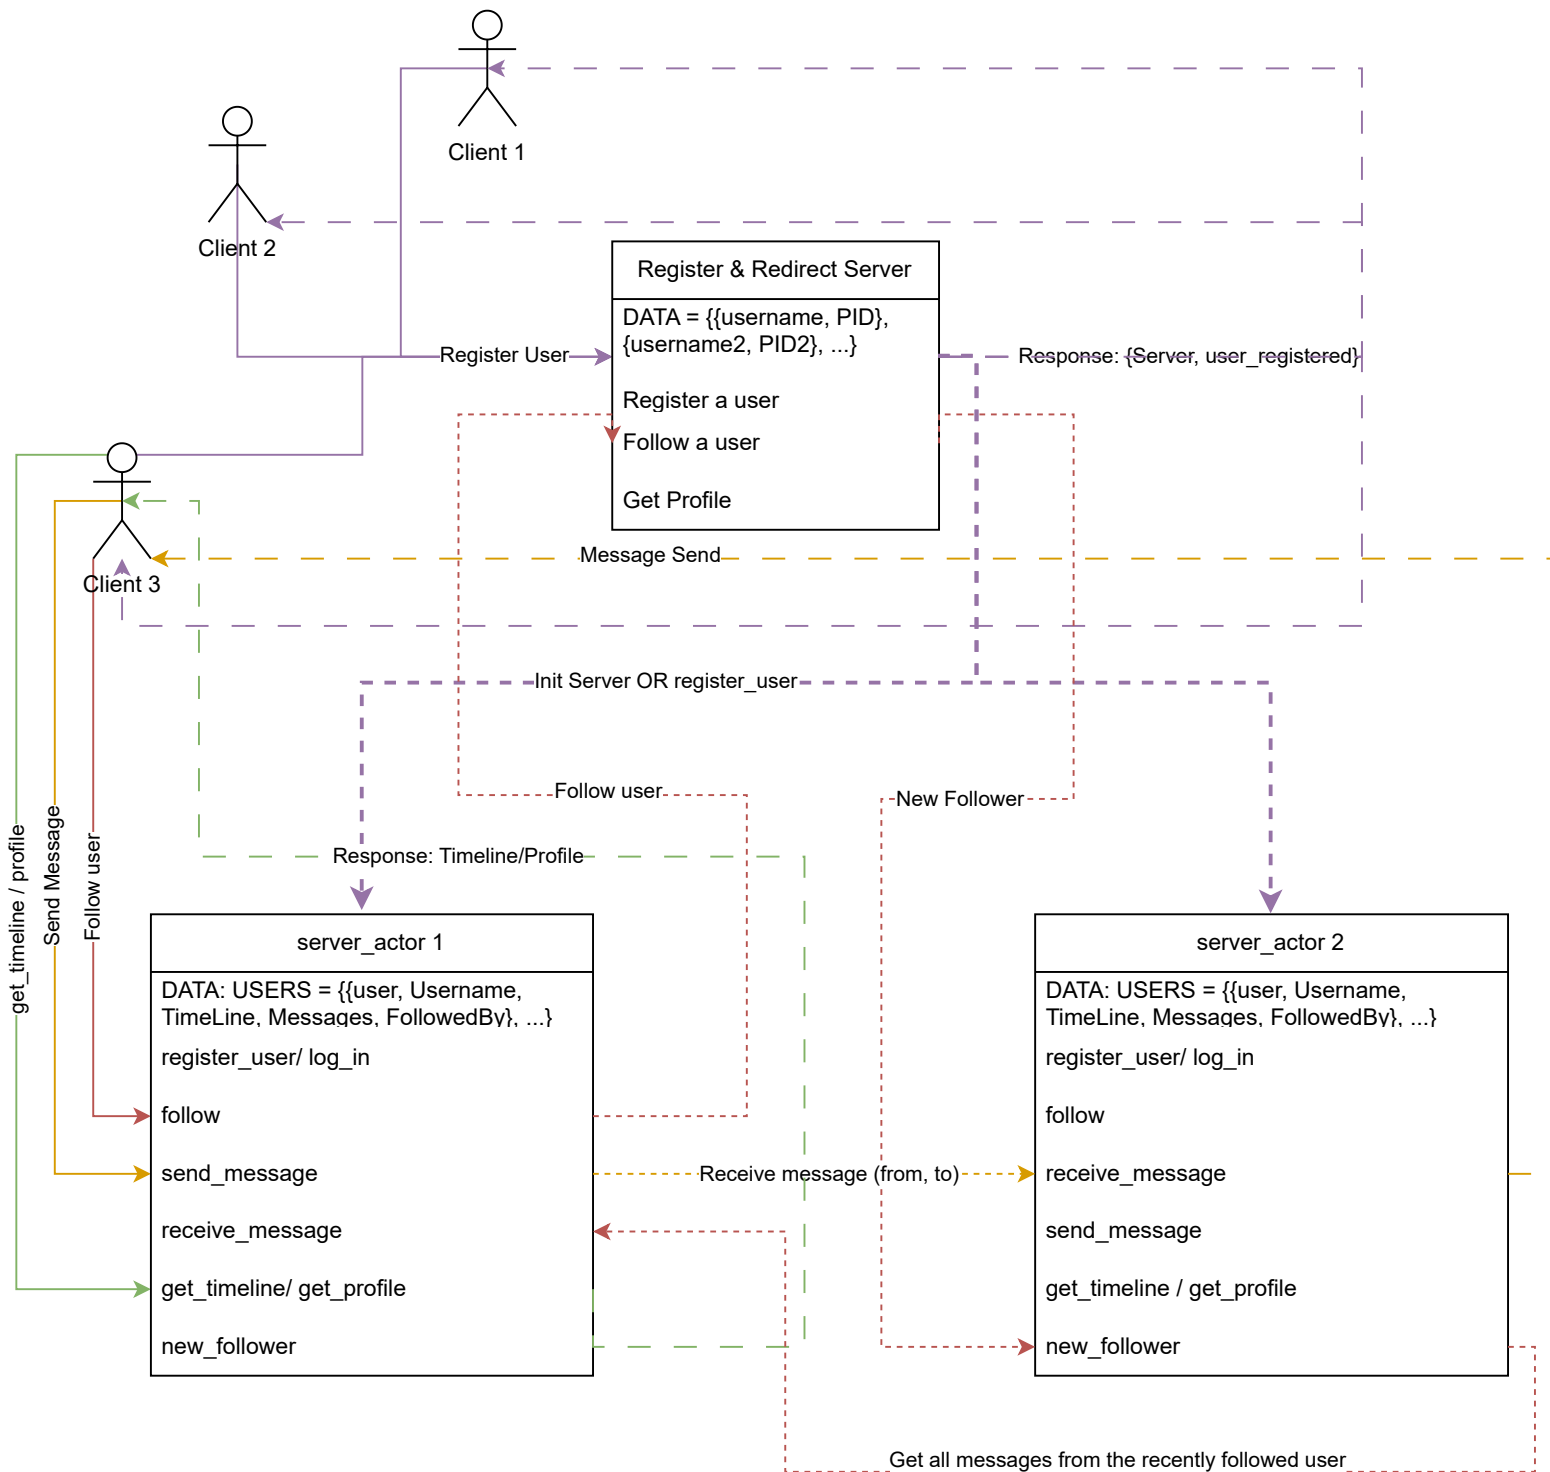 Client 1
Client 2
Register & Redirect Server
DATA = {{username, PID},
{username2, PID2}, ...}
Register User
Response: {Server, user_registered}
Register a user
Follow a user
Get Profile
Message Send
Client 3
Init Server OR register_user
Follow user
New Follower
Response: Timeline/Profile
get_timeline / profile
Send Message
Follow user
server_actor 1
DATA: USERS = {{user, Username,
TimeLine, Messages, FollowedBy}, ...}
register_user/ log_in
follow
send_message
receive_message
get_timeline/ get_profile
new_follower
Receive message (from, to)
server_actor 2
DATA: USERS = {{user, Username,
TimeLine, Messages, FollowedBy}, ...}
register_user/ log_in
follow
receive_message
send_message
get_timeline / get_profile
new_follower
Get all messages from the recently followed user